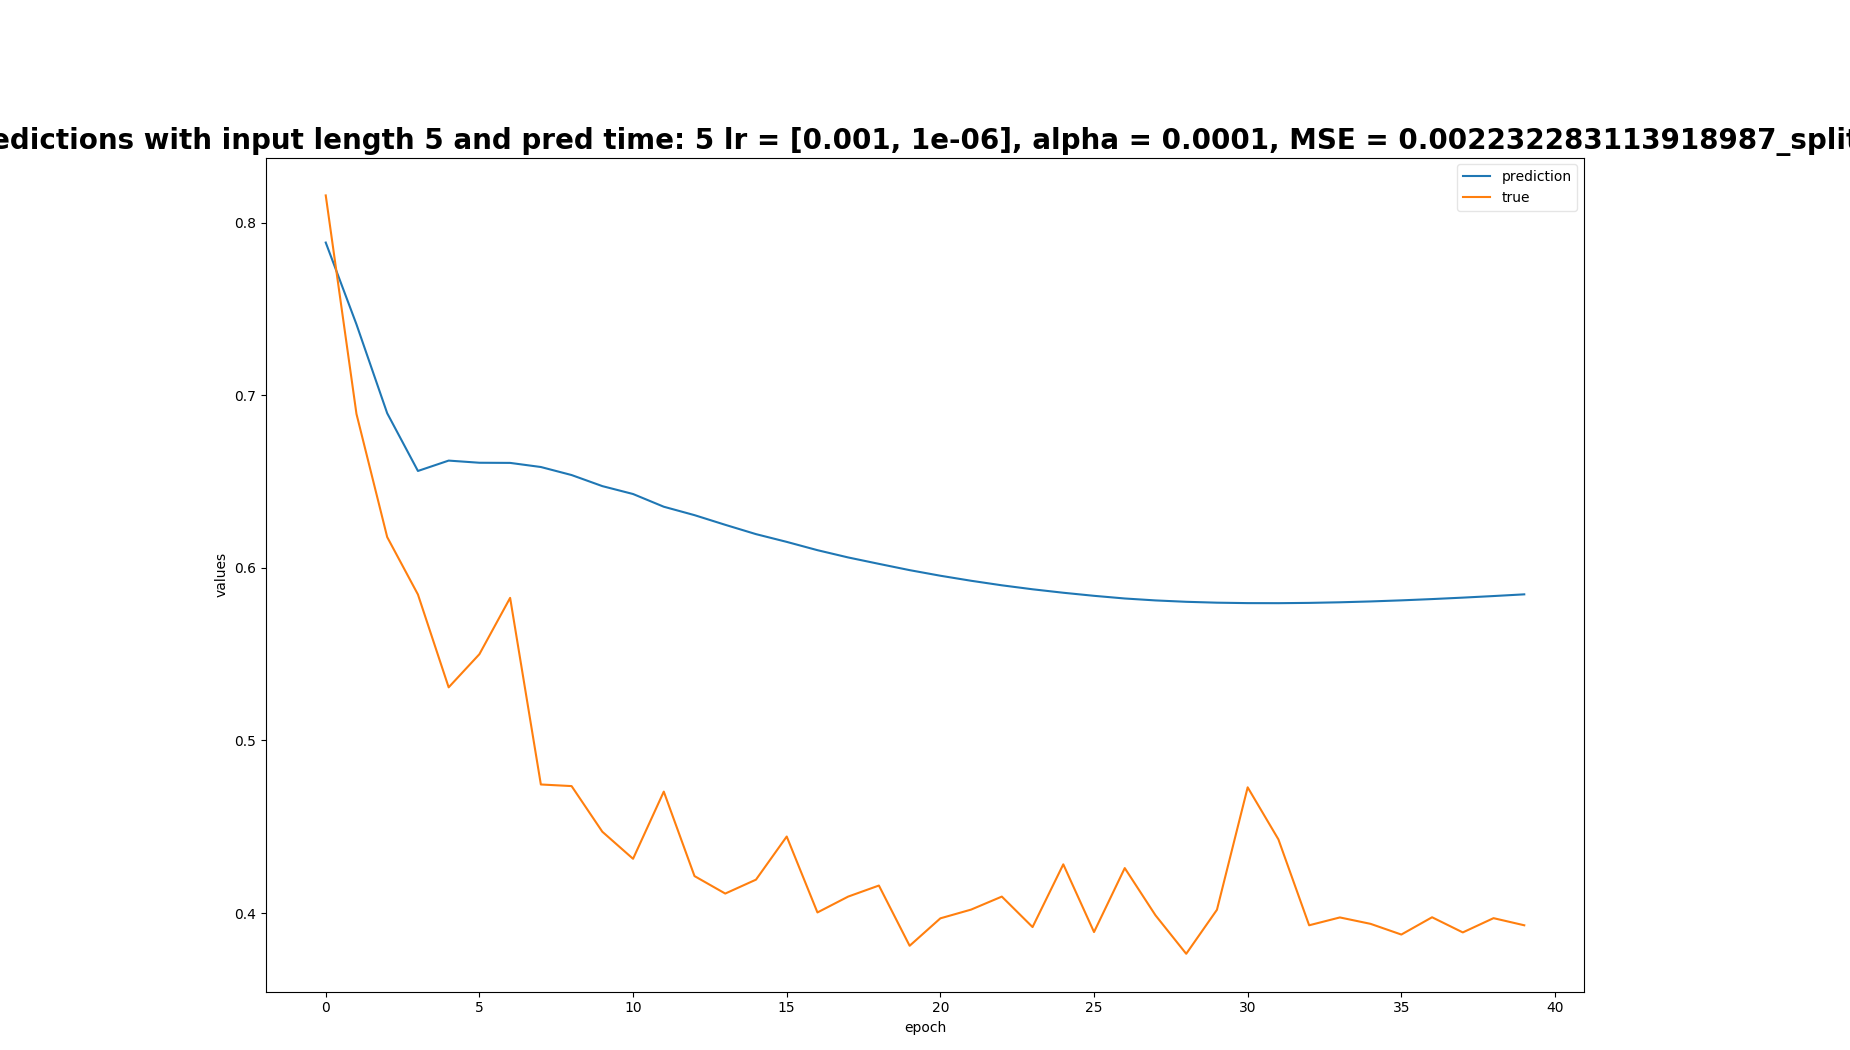 edictions with input length 5 and pred time: 5 lr = [0.001, 1e-06], alpha = 0.0001, MSE = 0.002232283113918987_split
prediction
true
0.8
0.7
0.6
0.5
0.4
values
0 5 10 15 20 25 30 35 40
epoch